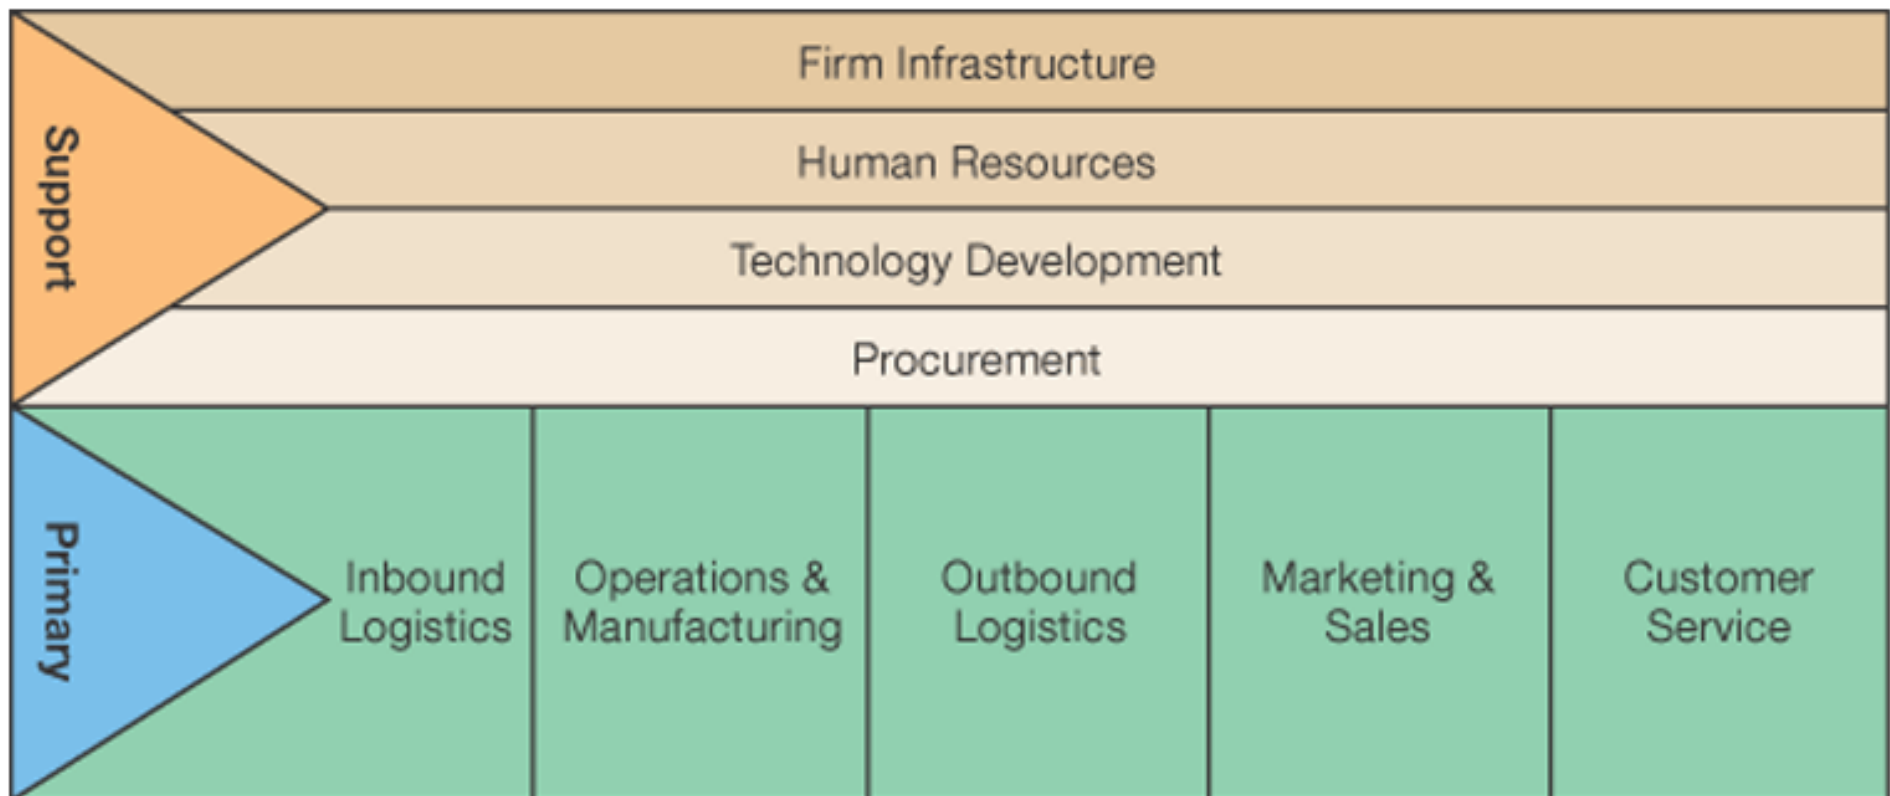 Support
Firm Infrastructure
Human Resources
Technology Development
Procurement
Primary
Inbound
Logistics
Operations &
Manufacturing
Outbound
Logistics
Marketing &
Sales
Customer
Service